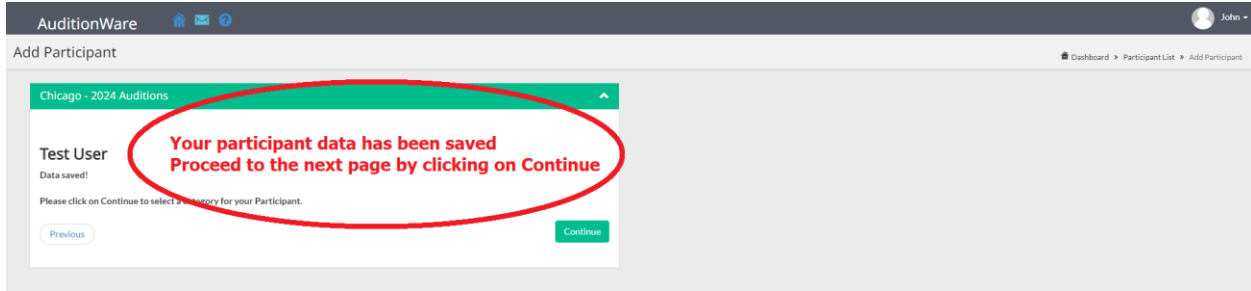 AuditionWare
John
Add Participant
Dashboard » Participant List » Add Participant
Chicago - 2024 Auditions
Your participant data has been saved
Proceed to the next page by clicking on Continue
Test User
Data saved!
Please click on Continue to select a category for your Participant.
Previous
Continue